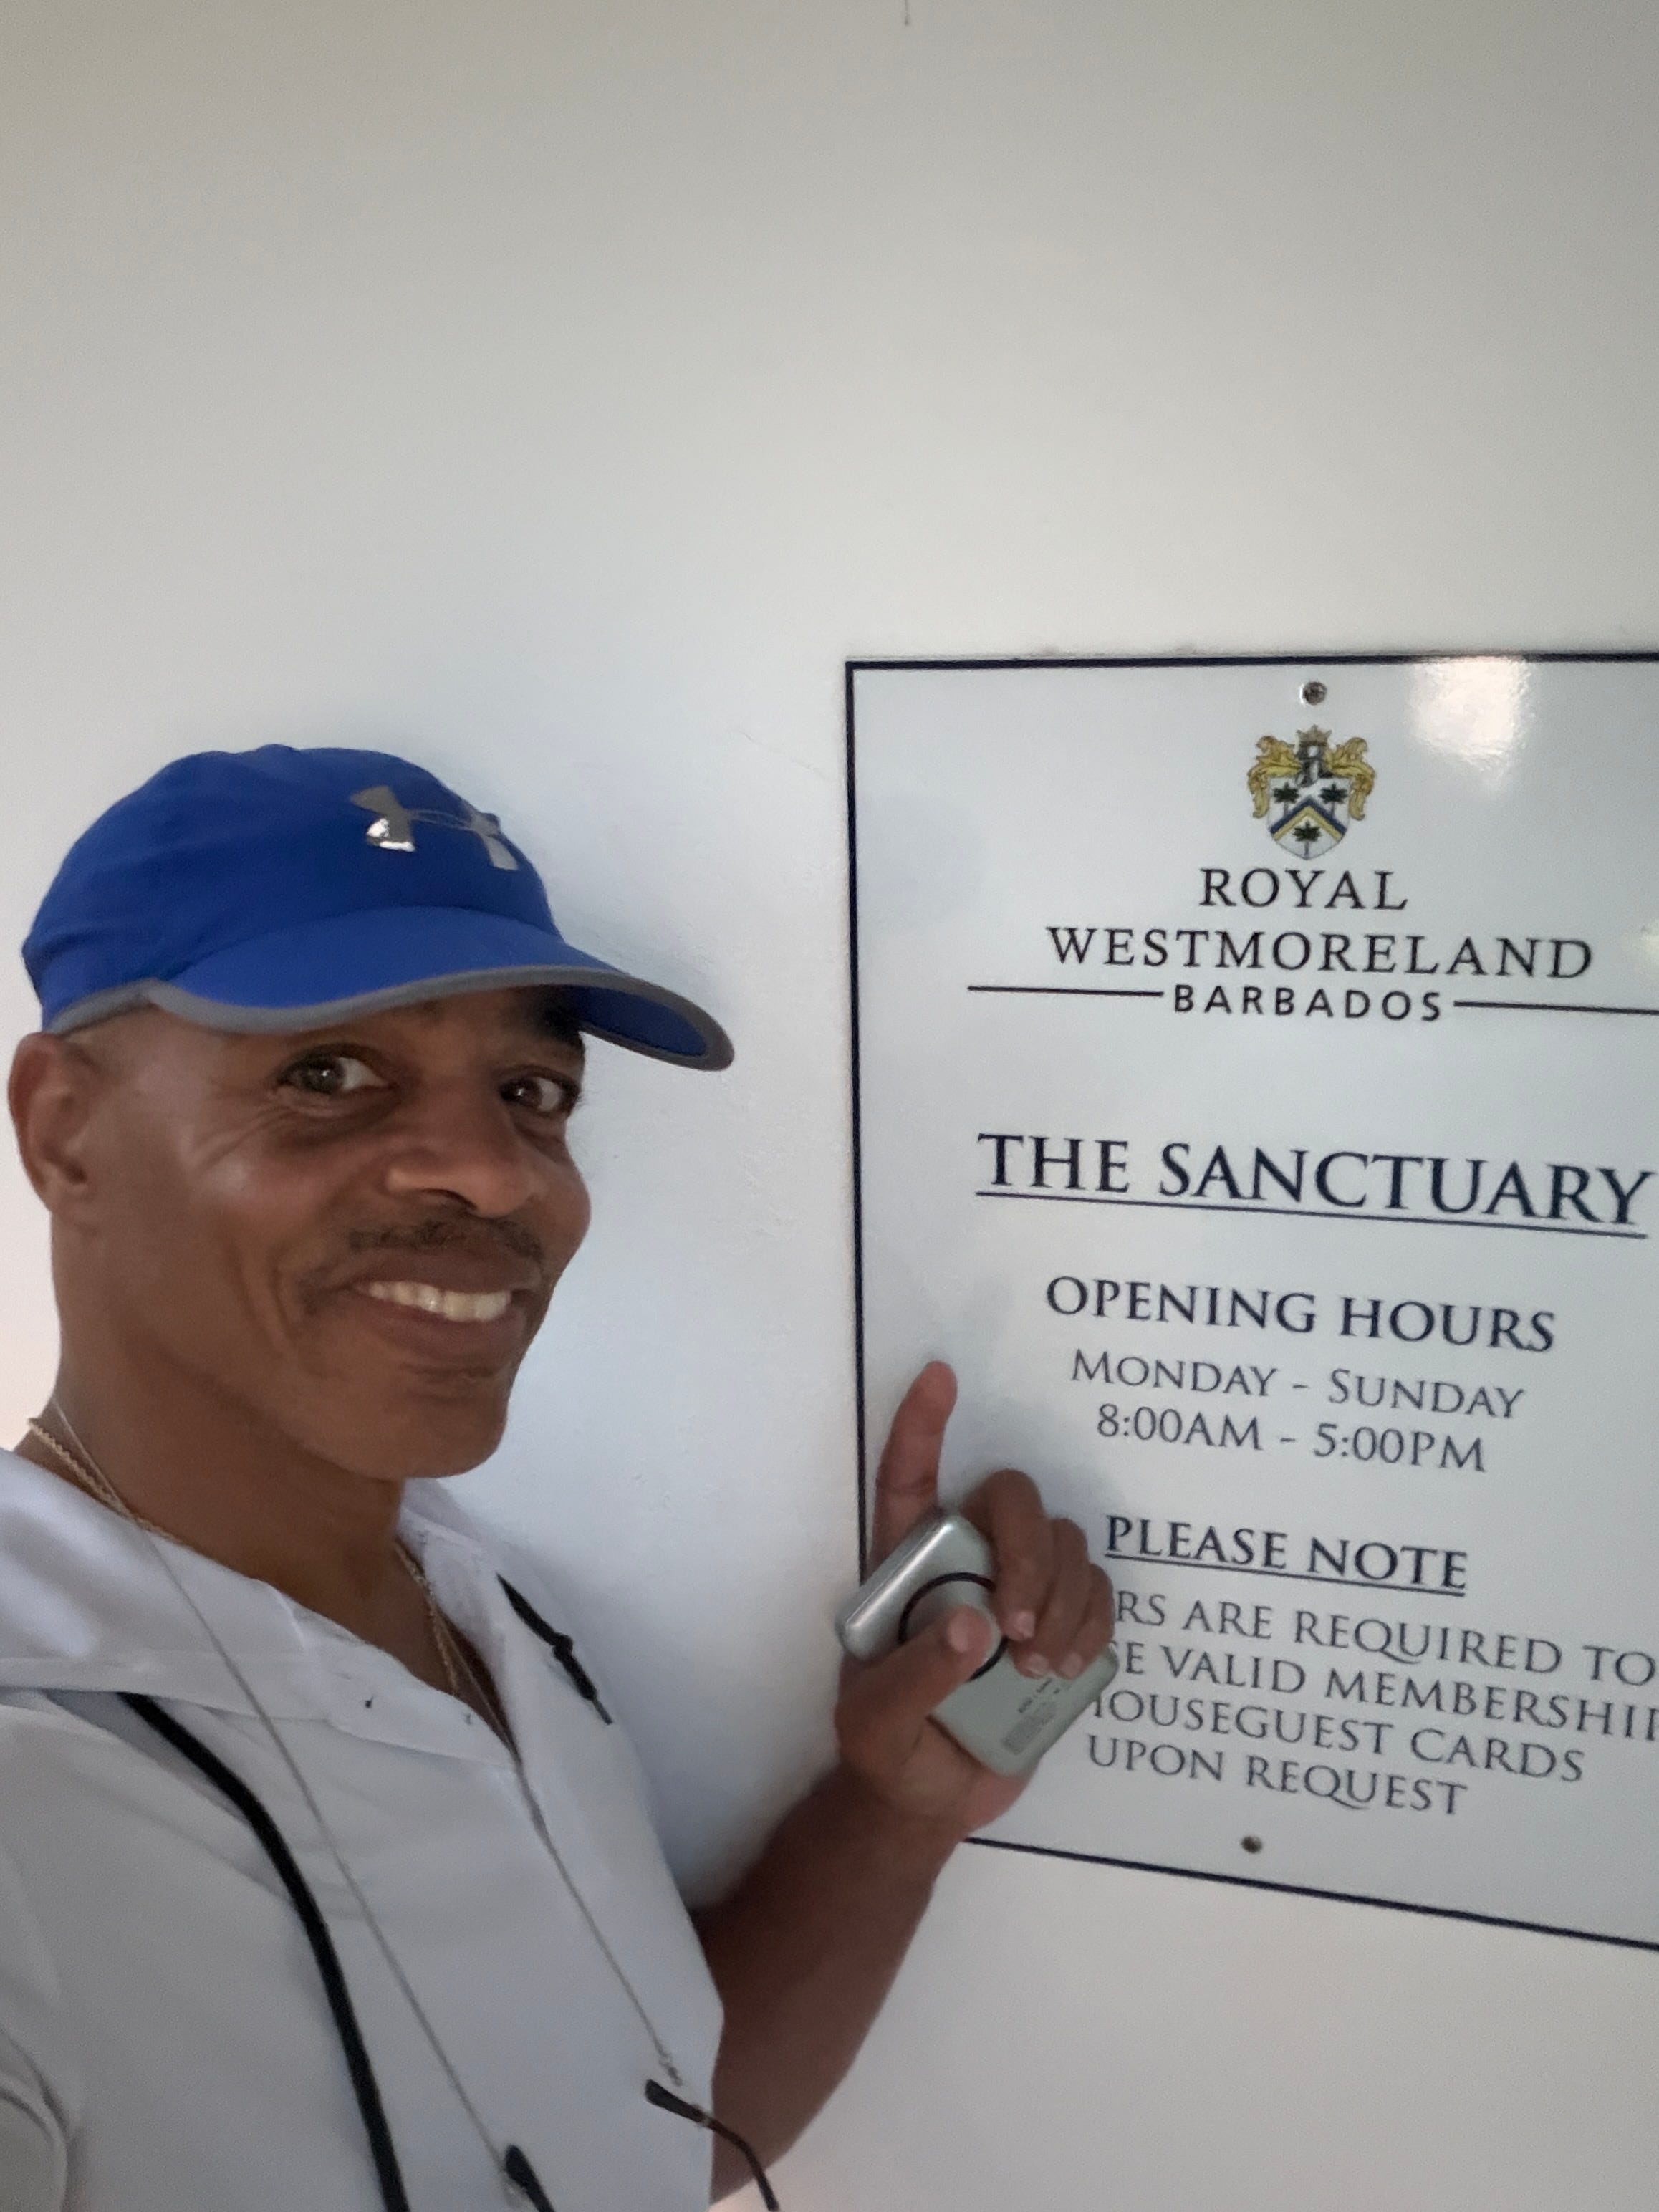 ROYAL
WESTMORELAND
BARBADOS
THE SANCTUARY
OPENING HOURS
MONDAY - SUNDAY
8:00AM - 5:00PM
PLEASE NOTE
ARE REQUIRED TO
VALID
CARDS
UPON REQUEST